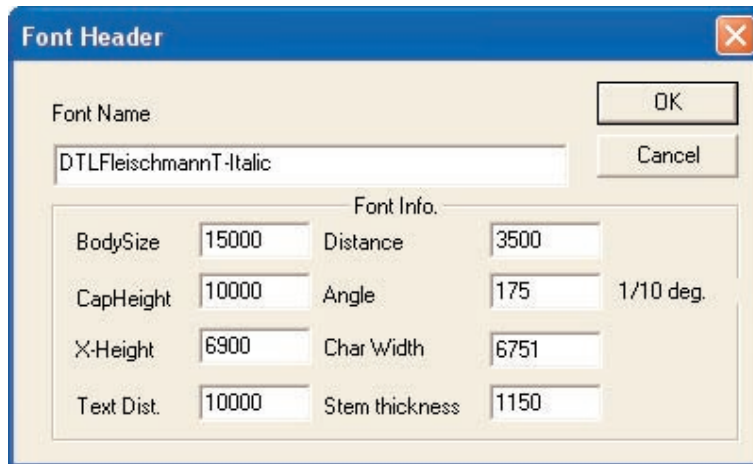 Font Header
OK
Font Name
Cancel
DTLFleischmannT-Italic
Font Info.
BodySize 15000 Distance 3500
CapHeight 10000 Angle 175 1/10 deg.
X-Height 6900 Char Width 6751
Text Dist. 10000 Stem thickness 1150